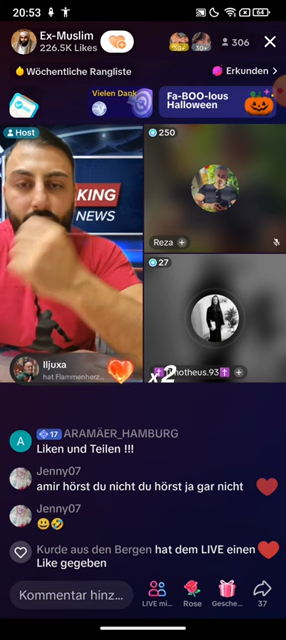 20:53
64
Ex-Muslim
226.5K Likes
30+
306
Wöchentliche Rangliste
Erkunden >
Vielen Dank
Fa-BOO-lous
Halloween
Host
250
KING
NEWS
Reza +
27
Iljuxa
hat Flammenherz...
x2
motheus.93 +
17 ARAMÄER_HAMBURG
Liken und Teilen !!!
Jenny07
amir hörst du nicht du hörst ja gar nicht
Jenny07
Kurde aus den Bergen hat dem LIVE einen
Like gegeben
Kommentar hinz...
LIVE mi...
Rose
Gesche...
37